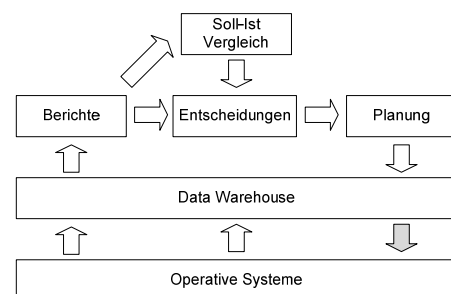 Soll-Ist
Vergleich
Berichte
Entscheidungen
Planung
Data Warehouse
Operative Systeme